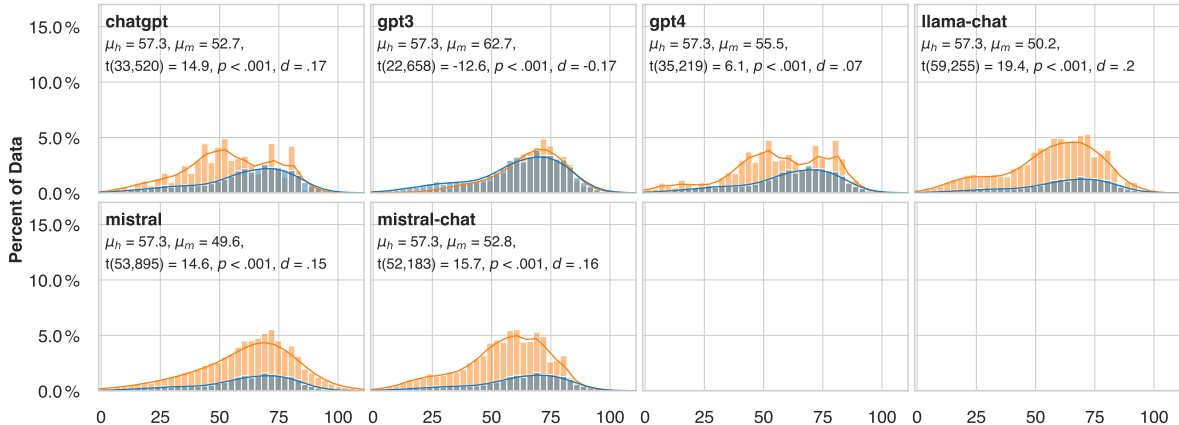 Percent of Data
15.0%
10.0%
5.0%
0.0%
chatgpt
μh = 57.3, μm = 52.7,
t(33,520) = 14.9, p < .001, d = .17
gpt3
μh = 57.3, μm = 62.7,
t(22,658) = -12.6, p < .001, d = -0.17
gpt4
μh = 57.3, μm = 55.5,
t(35,219) = 6.1, p < .001, d = .07
llama-chat
μh = 57.3, μm = 50.2,
t(59,255) = 19.4, p < .001, d = .2
15.0%
10.0%
5.0%
0.0%
mistral
μh = 57.3, μm = 49.6,
t(53,895) = 14.6, p < .001, d = .15
mistral-chat
μh = 57.3, μm = 52.8,
t(52,183) = 15.7, p < .001, d = .16
0 25 50 75 100
0 25 50 75 100
0 25 50 75 100
0 25 50 75 100